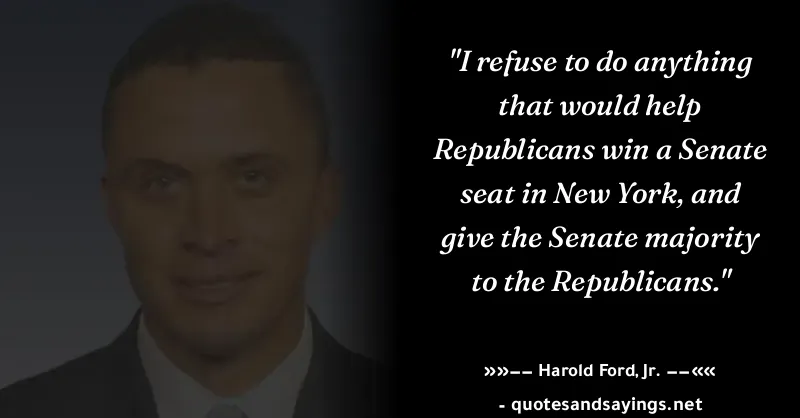 "I refuse to do anything
that would help
Republicans win a Senate
seat in New York, and
give the Senate majority
to the Republicans."
»»–– Harold Ford, Jr. ––««
- quotesandsayings.net